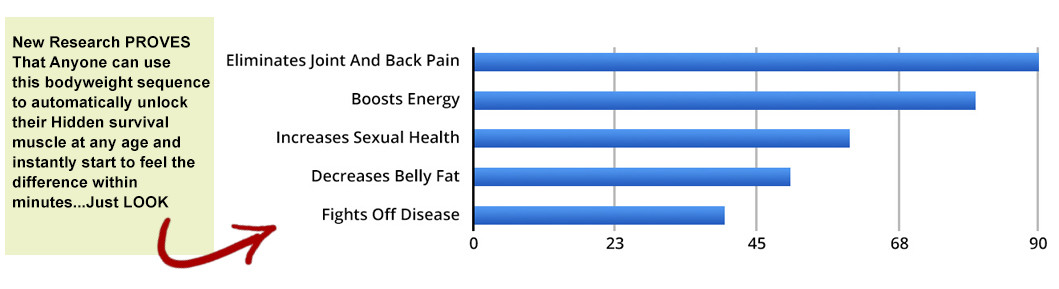 New Research PROVES
That Anyone can use
this bodyweight sequence
to automatically unlock
their Hidden survival
muscle at any age and
instantly start to feel the
difference within
minutes...Just LOOK
Eliminates Joint And Back Pain
Boosts Energy
Increases Sexual Health
Decreases Belly Fat
Fights Off Disease
0 23 45 68 90